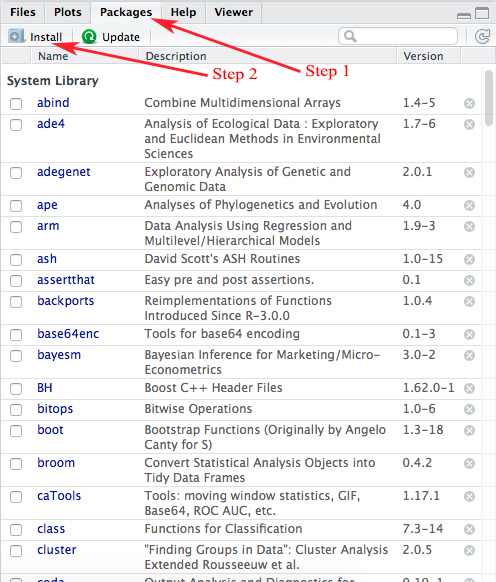 Files Plots Packages Help Viewer
Install Update
Step 2 Step 1
Name Description Version
System Library
abind Combine Multidimensional Arrays 1.4-5
ade4 Analysis of Ecological Data : Exploratory 1.7-6
and Euclidean Methods in Environmental
Sciences
adegenet Exploratory Analysis of Genetic and 2.0.1
Genomic Data
ape Analyses of Phylogenetics and Evolution 4.0
arm Data Analysis Using Regression and 1.9-3
Multilevel/Hierarchical Models
ash David Scott's ASH Routines 1.0-15
assertthat Easy pre and post assertions. 0.1
backports Reimplementations of Functions 1.0.4
Introduced Since R-3.0.0
base64enc Tools for base64 encoding 0.1-3
bayesm Bayesian Inference for Marketing/Micro- 3.0-2
Econometrics
BH Boost C++ Header Files 1.62.0-1
bitops Bitwise Operations 1.0-6
boot Bootstrap Functions (Originally by Angelo 1.3-18
Canty for S)
broom Convert Statistical Analysis Objects into 0.4.2
Tidy Data Frames
caTools Tools: moving window statistics, GIF, 1.17.1
Base64, ROC AUC, etc.
class Functions for Classification 7.3-14
cluster "Finding Groups in Data": Cluster Analysis 2.0.5
Extended Rousseeuw et al.
coda Output Analysis and Diagnostics for 0.19-1